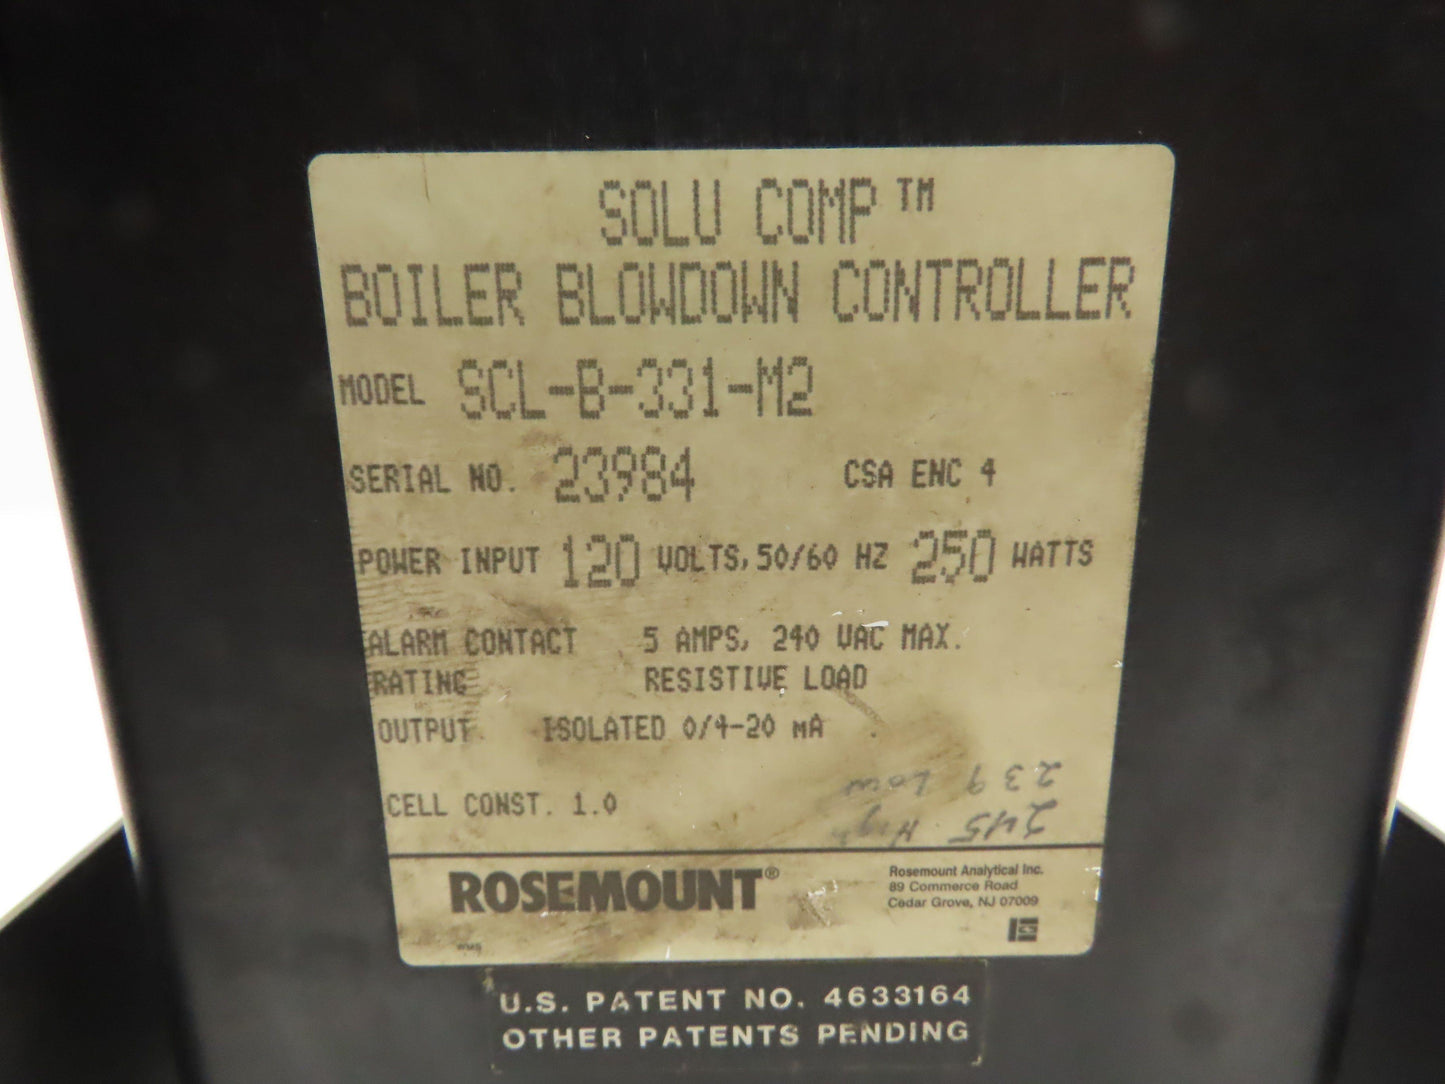 SOLU COMP™
BOILER BLOWDOWN CONTROLLER
MODEL SCL-B-331-M2
SERIAL NO. 23984 CSA ENC 4
POWER INPUT 120 VOLTS, 50/60 HZ 250 WATTS
ALARM CONTACT 5 AMPS, 240 VAC MAX.
RATING RESISTIVE LOAD
OUTPUT ISOLATED 0/4-20 mA
CELL CONST. 1.0
245 High
239 Low
ROSEMOUNT®
Rosemount Analytical Inc.
89 Commerce Road
Cedar Grove, NJ 07009
U.S. PATENT NO. 4633164
OTHER PATENTS PENDING